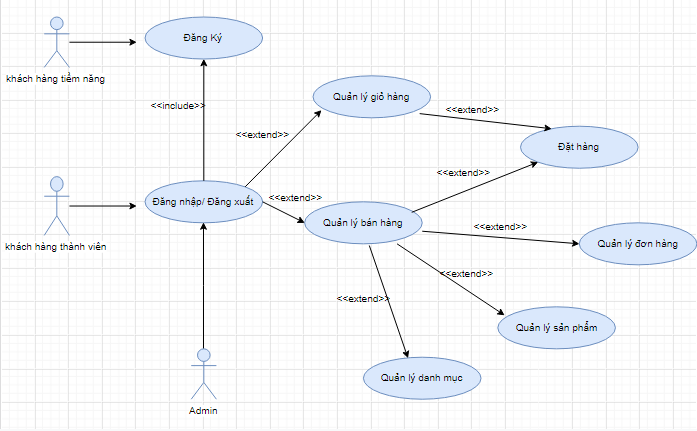 Đăng Ký
khách hàng tiềm năng
Quản lý giỏ hàng
<<include>>
<<extend>>
<<extend>>
Đặt hàng
<<extend>>
Đăng nhập/ Đăng xuất
<<extend>>
Quản lý bán hàng
<<extend>>
khách hàng thành viên
Quản lý đơn hàng
<<extend>>
<<extend>>
Quản lý sản phẩm
Quản lý danh mục
Admin